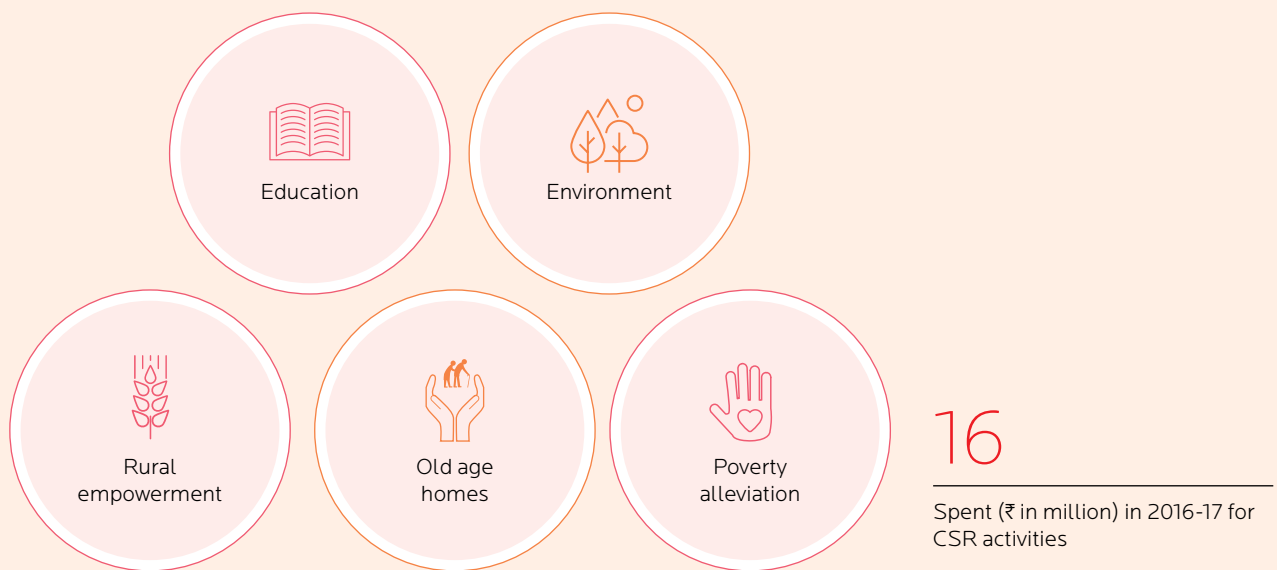 Education
Environment
Rural
empowerment
Old age
homes
Poverty
alleviation
16
Spent (₹ in million) in 2016-17 for
CSR activities